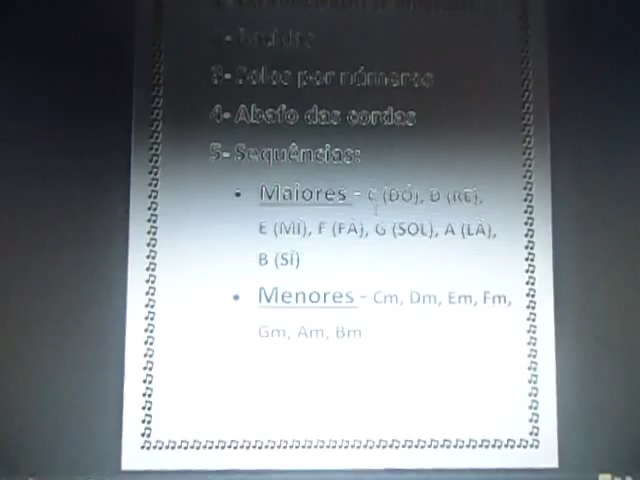 3- Solos por números
4- Abafo das cordas
5- Sequências:
• Maiores - C (DÓ), D (RÉ),
E (MI), F (FÁ), G (SOL), A (LÁ),
B (SÍ)
• Menores - Cm, Dm, Em, Fm,
Gm, Am, Bm